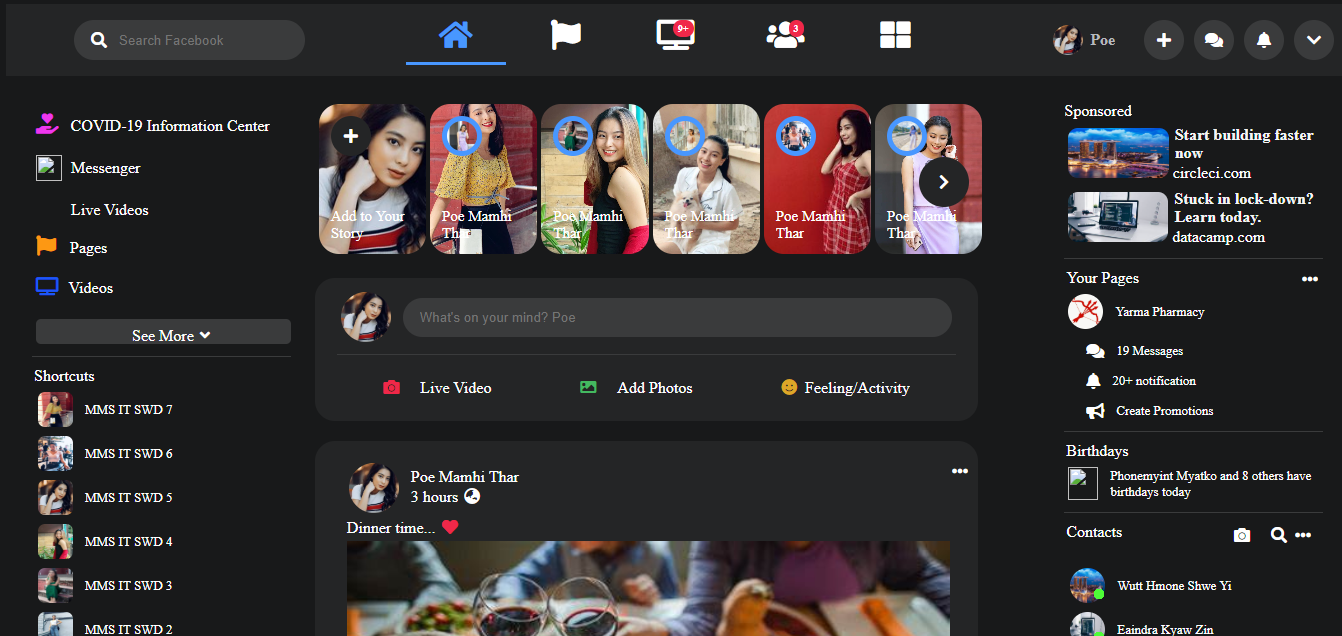 Search Facebook
9+
3
Poe
COVID-19 Information Center
Messenger
Live Videos
Pages
Videos
See More
Shortcuts
MMS IT SWD 7
MMS IT SWD 6
MMS IT SWD 5
MMS IT SWD 4
MMS IT SWD 3
MMS IT SWD 2
Add to Your
Story
Poe Mamhi
Thar
Poe Mamhi
Thar
Poe Mamhi
Thar
Poe Mamhi
Thar
Poe Mamhi
Thar
What's on your mind? Poe
Live Video
Add Photos
Feeling/Activity
Poe Mamhi Thar
3 hours
Dinner time...
Sponsored
Start building faster
now
circleci.com
Stuck in lock-down?
Learn today.
datacamp.com
Your Pages
Yarma Pharmacy
19 Messages
20+ notification
Create Promotions
Birthdays
Phonemyint Myatko and 8 others have
birthdays today
Contacts
Wutt Hmone Shwe Yi
Eaindra Kyaw Zin